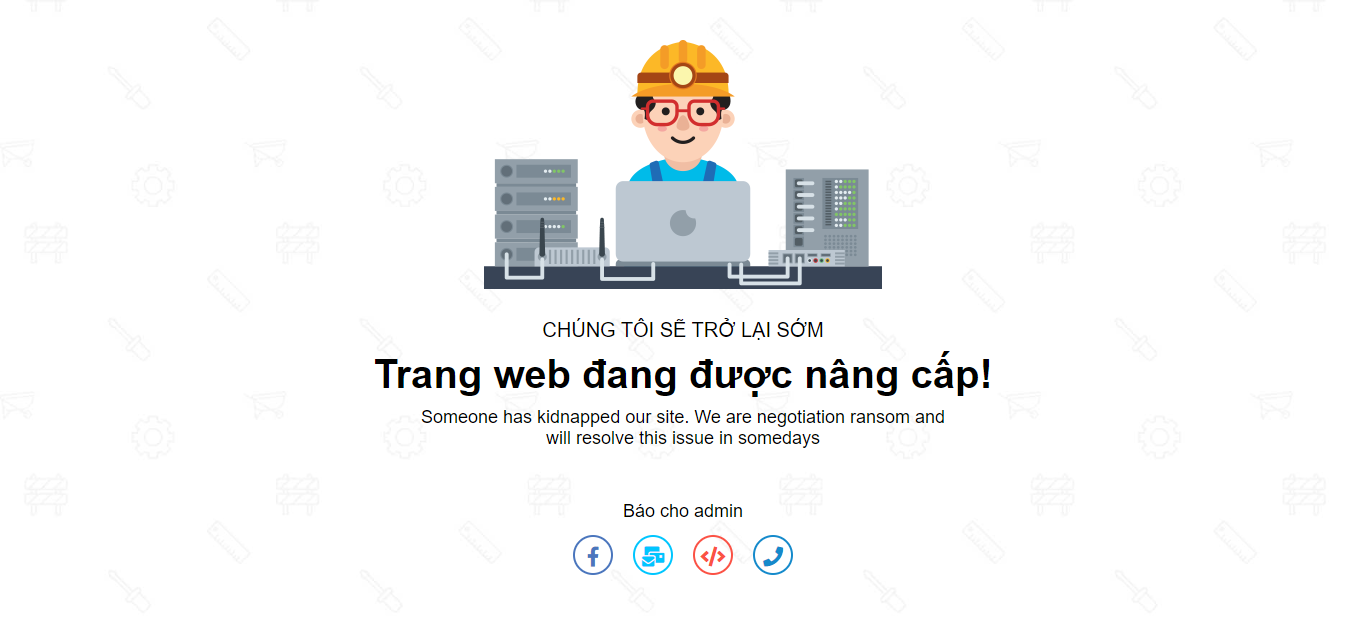 CHÚNG TÔI SẼ TRỞ LẠI SỚM
Trang web đang được nâng cấp!
Someone has kidnapped our site. We are negotiation ransom and
will resolve this issue in somedays
Báo cho admin